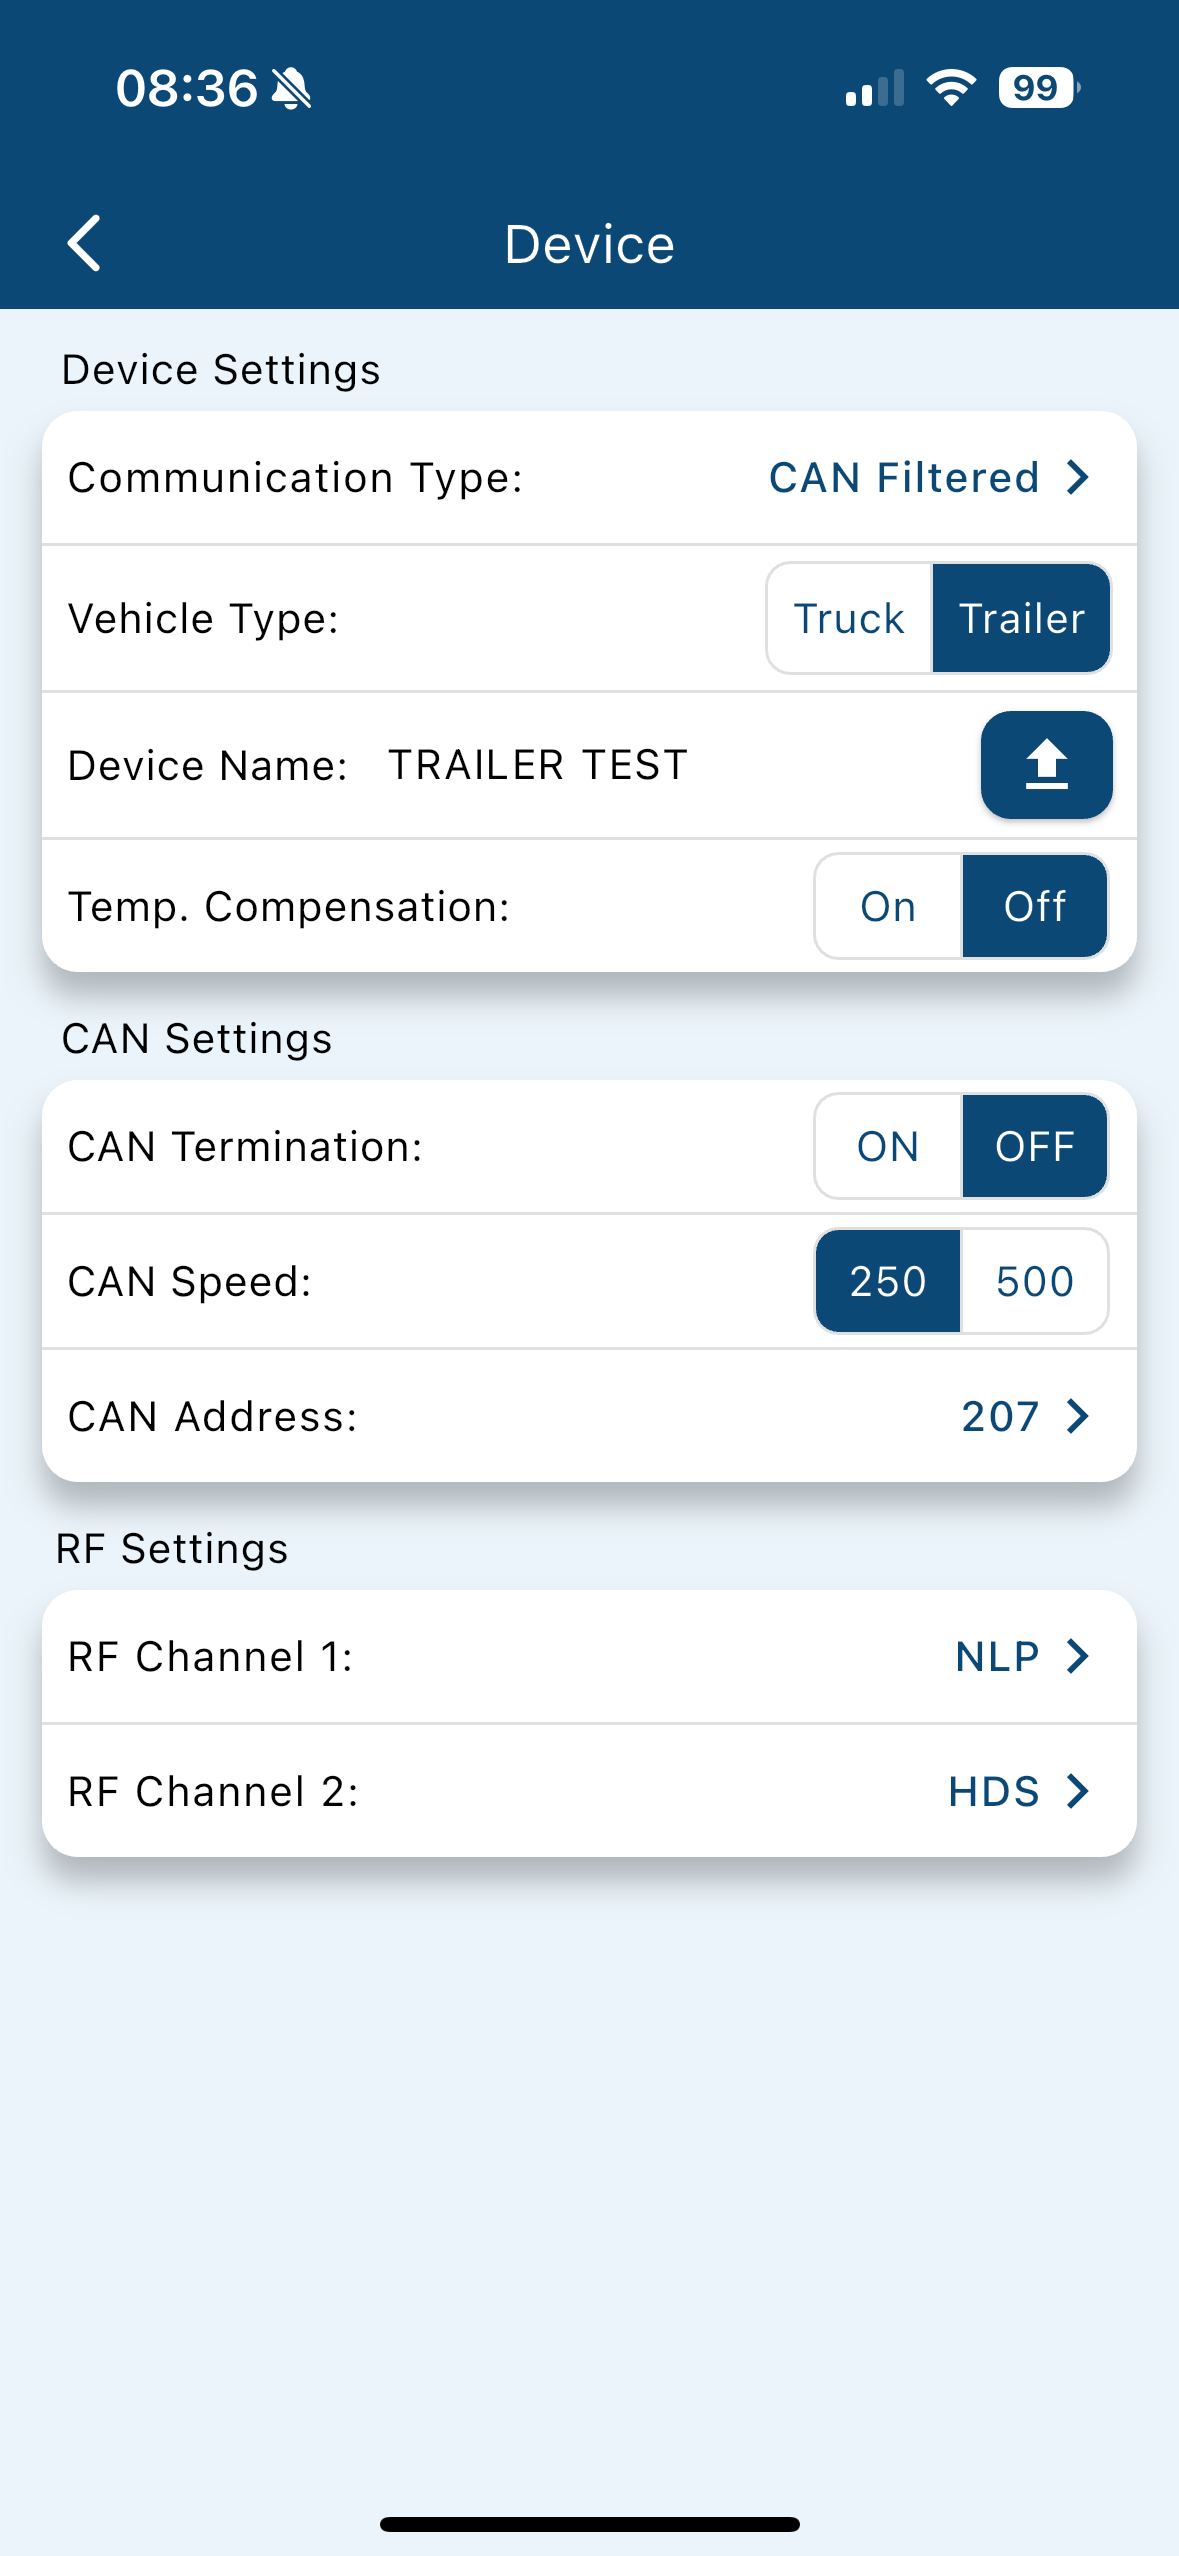 08:36
99
Device
Device Settings
Communication Type: CAN Filtered
Vehicle Type: Truck Trailer
Device Name: TRAILER TEST
Temp. Compensation: On Off
CAN Settings
CAN Termination: ON OFF
CAN Speed: 250 500
CAN Address: 207
RF Settings
RF Channel 1: NLP
RF Channel 2: HDS